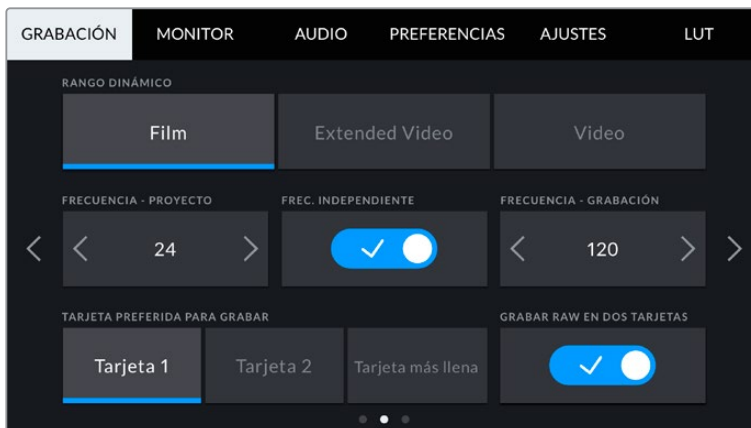 GRABACIÓN MONITOR AUDIO PREFERENCIAS AJUSTES LUT
RANGO DINÁMICO
Film Extended Video Video
FRECUENCIA - PROYECTO FREC. INDEPENDIENTE FRECUENCIA - GRABACIÓN
24 120
TARJETA PREFERIDA PARA GRABAR GRABAR RAW EN DOS TARJETAS
Tarjeta 1 Tarjeta 2 Tarjeta más llena